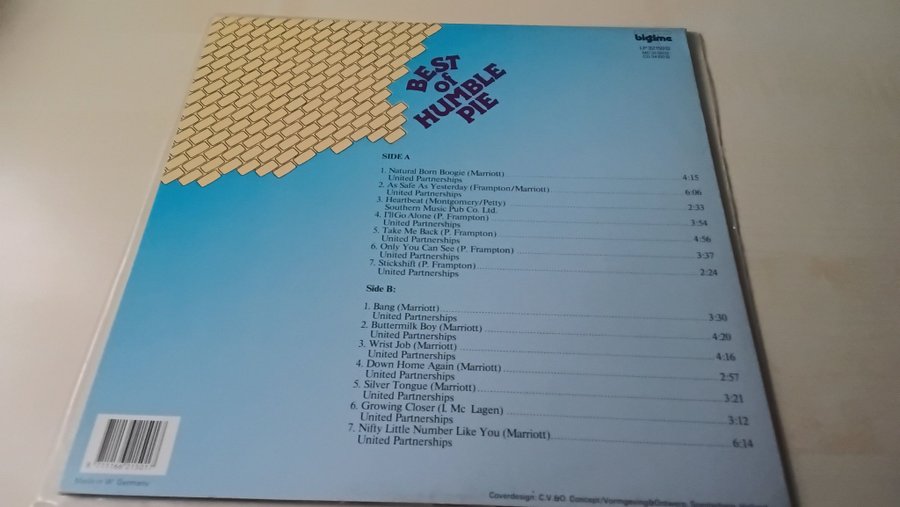 bigtime
BEST
of
HUMBLE
PIE
SIDE A
1. Natural Born Boogie (Marriott) 4:15
United Partnerships
2. As Safe As Yesterday (Frampton/Marriott) 6:06
United Partnerships
3. Heartbeat (Montgomery/Petty) 2:33
Southern Music Pub Co. Ltd.
4. I'll Go Alone (P. Frampton) 3:54
United Partnerships
5. Take Me Back (P. Frampton) 4:56
United Partnerships
6. Only You Can See (P. Frampton) 3:37
United Partnerships
7. Stickshift (P. Frampton) 2:24
United Partnerships
Side B:
1. Bang (Marriott) 3:30
United Partnerships
2. Buttermilk Boy (Marriott) 4:20
United Partnerships
3. Wrist Job (Marriott) 4:16
United Partnerships
4. Down Home Again (Marriott) 2:57
United Partnerships
5. Silver Tongue (Marriott) 3:21
United Partnerships
6. Growing Closer (I. Mc Lagen) 3:12
United Partnerships
7. Nifty Little Number Like You (Marriott) 6:14
United Partnerships
Made in W. Germany
Coverdesign: C.V.&O. Concept/Vormgeving&Ontwerp,